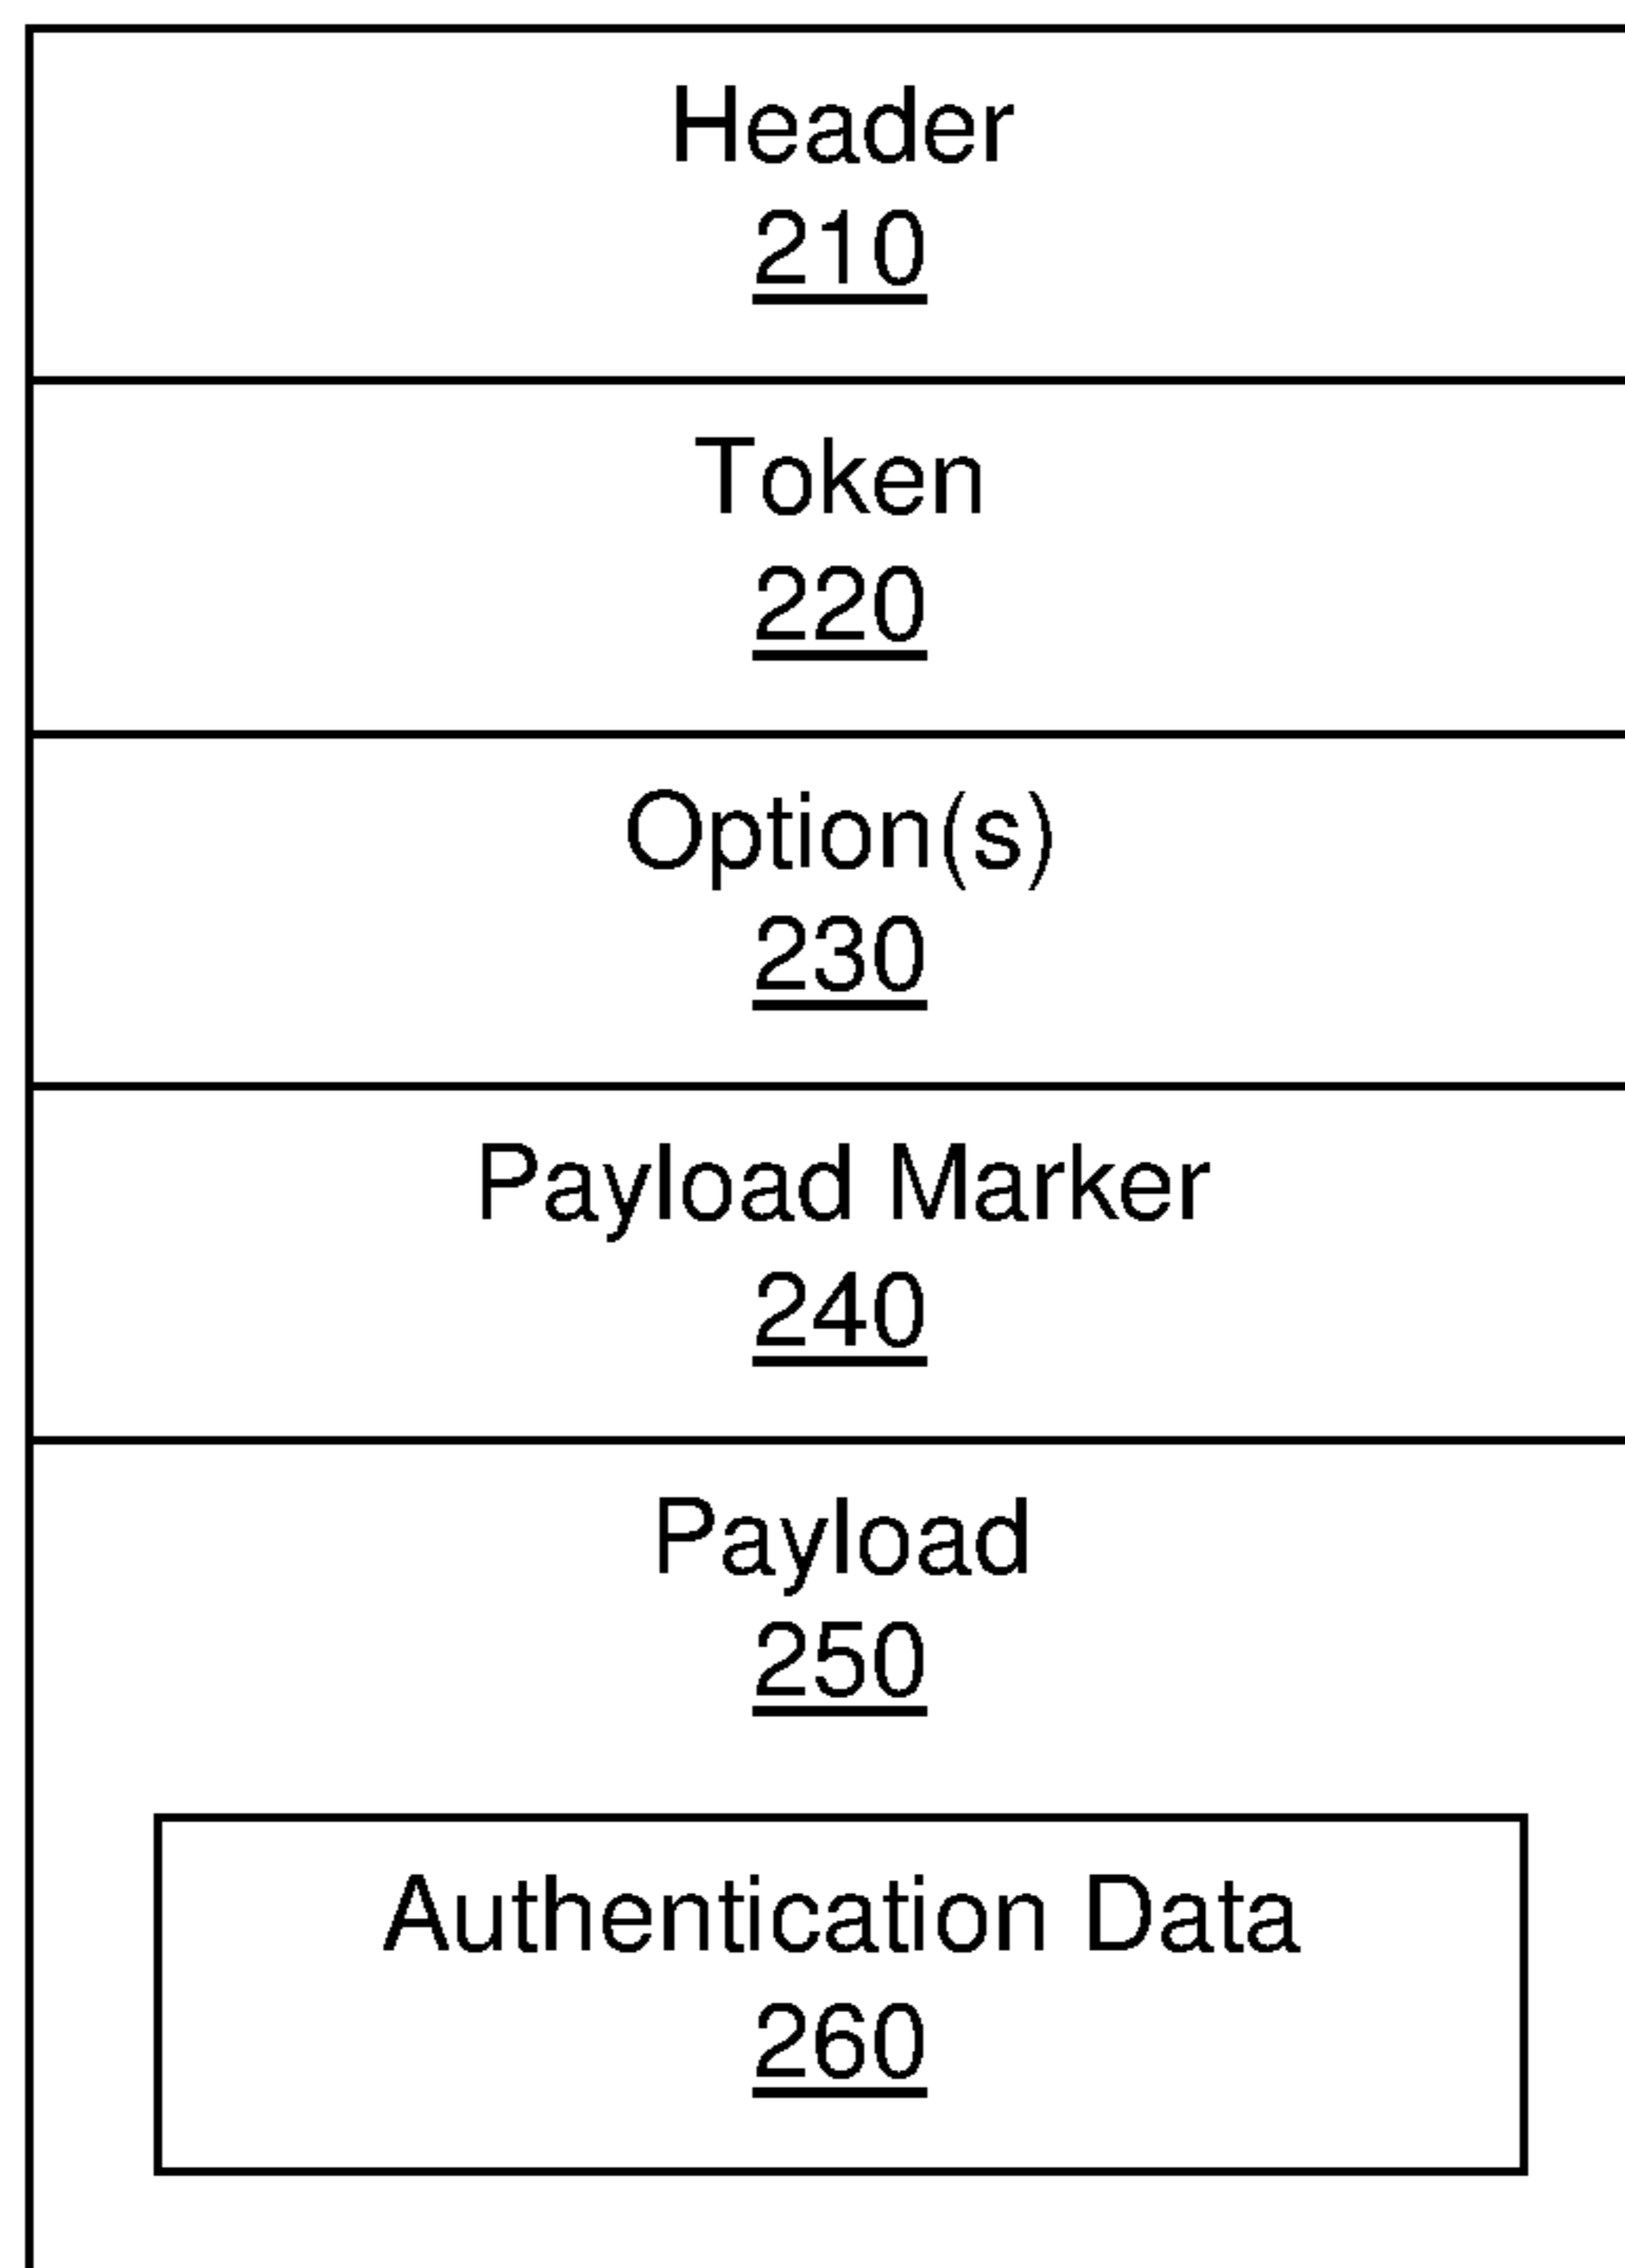 Header
210
Token
220
Option(s)
230
Payload Marker
240
Payload
250
Authentication Data
260